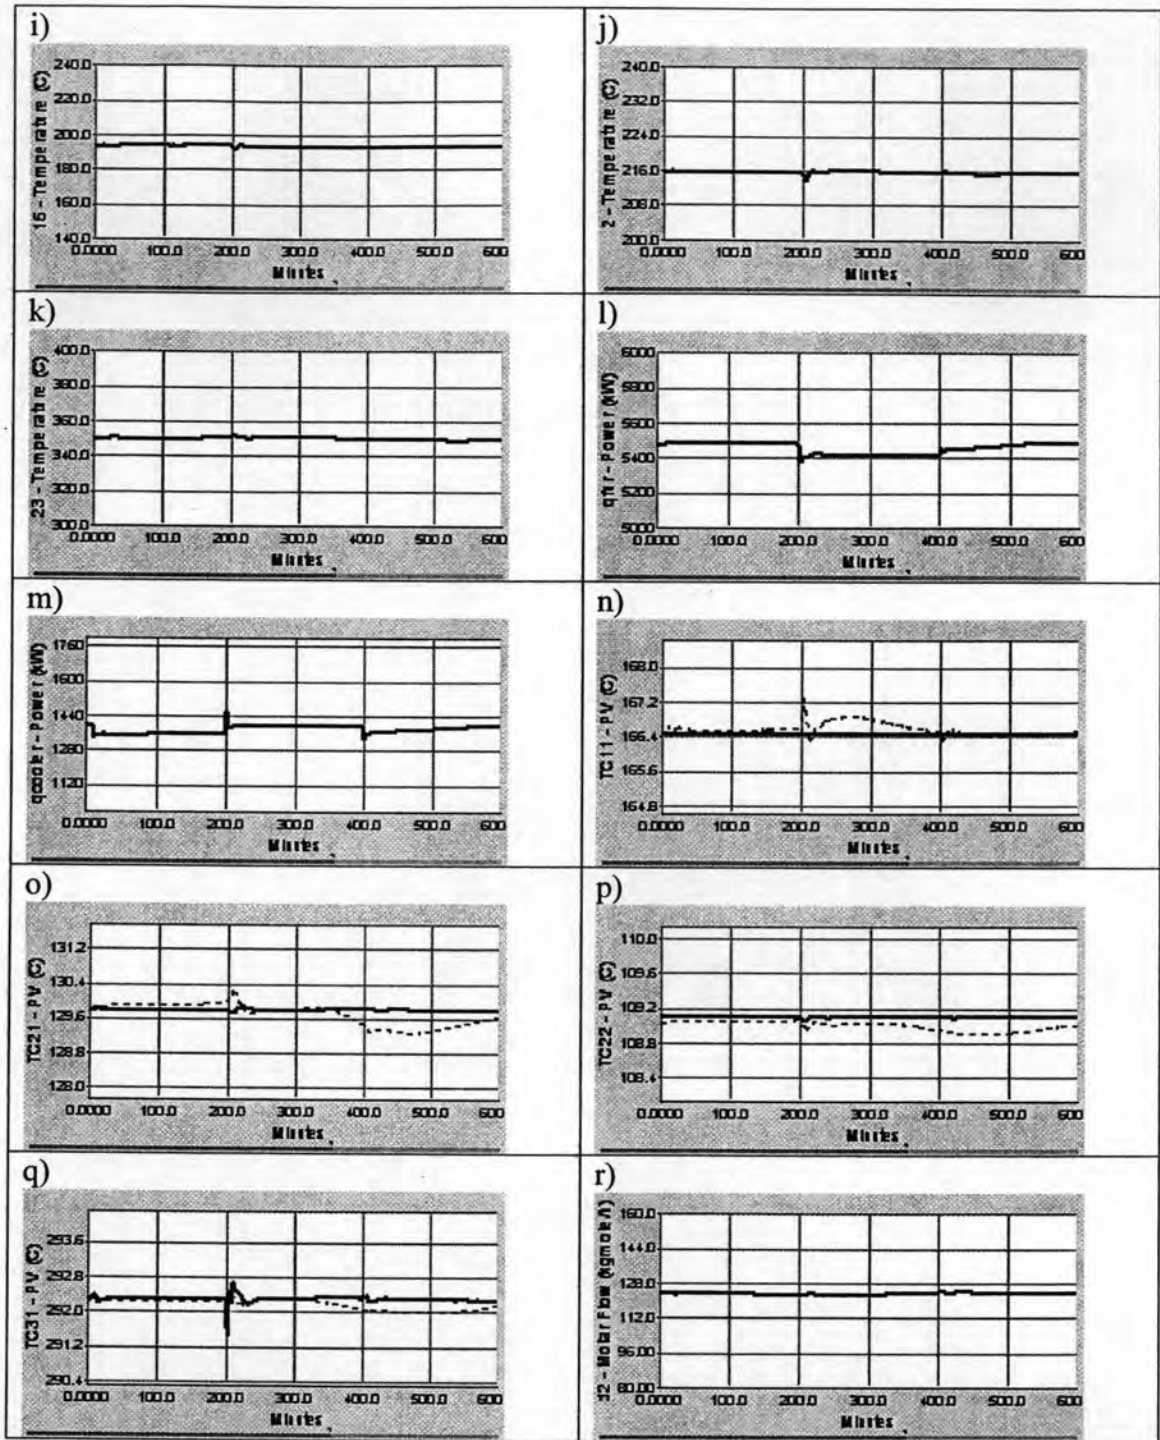 i)
16 - Temperature (C)
240.0
220.0
200.0
180.0
160.0
140.0
0.0000 100.0 200.0 300.0 400.0 500.0 600
Minutes
j)
2 - Temperature (C)
240.0
232.0
224.0
216.0
208.0
200.0
0.0000 100.0 200.0 300.0 400.0 500.0 600
Minutes
k)
23 - Temperature (C)
400.0
380.0
360.0
340.0
320.0
300.0
0.0000 100.0 200.0 300.0 400.0 500.0 600
Minutes
l)
qfur - Power (kW)
6000
5800
5600
5400
5200
5000
0.0000 100.0 200.0 300.0 400.0 500.0 600
Minutes
m)
qcooler - Power (kW)
1760
1600
1440
1280
1120
0.0000 100.0 200.0 300.0 400.0 500.0 600
Minutes
n)
TC11 - PV (C)
168.0
167.2
166.4
165.6
164.8
0.0000 100.0 200.0 300.0 400.0 500.0 600
Minutes
o)
TC21 - PV (C)
131.2
130.4
129.6
128.8
128.0
0.0000 100.0 200.0 300.0 400.0 500.0 600
Minutes
p)
TC22 - PV (C)
110.0
109.6
109.2
108.8
108.4
0.0000 100.0 200.0 300.0 400.0 500.0 600
Minutes
q)
TC31 - PV (C)
293.6
292.8
292.0
291.2
290.4
0.0000 100.0 200.0 300.0 400.0 500.0 600
Minutes
r)
Molar Flow (kgmole/h)
160.0
144.0
128.0
112.0
96.00
80.00
0.0000 100.0 200.0 300.0 400.0 500.0 600
Minutes